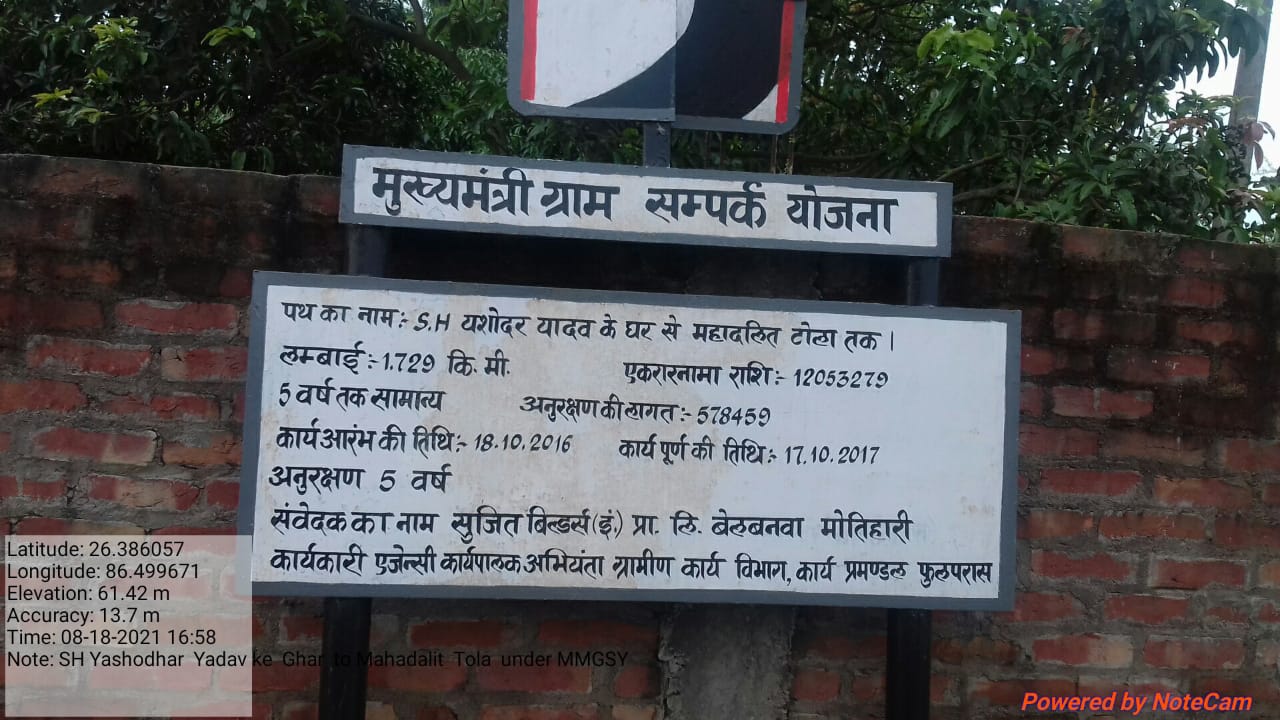 मुख्यमंत्री ग्राम सम्पर्क योजना
पथ का नाम :- S.H यशोदर यादव के घर से महादलित टोला तक ।
लम्बाई :- 1.729 कि. मी. एकरारनामा राशि :- 12053279
5 वर्ष तक सामात्य अनुरक्षण की लागत :- 578459
कार्य आरंभ की तिथि :- 18.10.2016 कार्य पूर्ण की तिथि :- 17.10.2017
अनुरक्षण 5 वर्ष
संवेदक का नाम सुजित बिल्डर्स (इं.) प्रा. लि. बेलबनवा मोतिहारी
कार्यकारी एजेन्सी कार्यपालक अभियंता ग्रामीण कार्य विभाग, कार्य प्रमण्डल फुलपरास
Latitude: 26.386057
Longitude: 86.499671
Elevation: 61.42 m
Accuracy: 13.7 m
Time: 08-18-2021 16:58
Note: SH Yashodhar Yadav ke Ghar to Mahadalit Tola under MMGSY
Powered by NoteCam